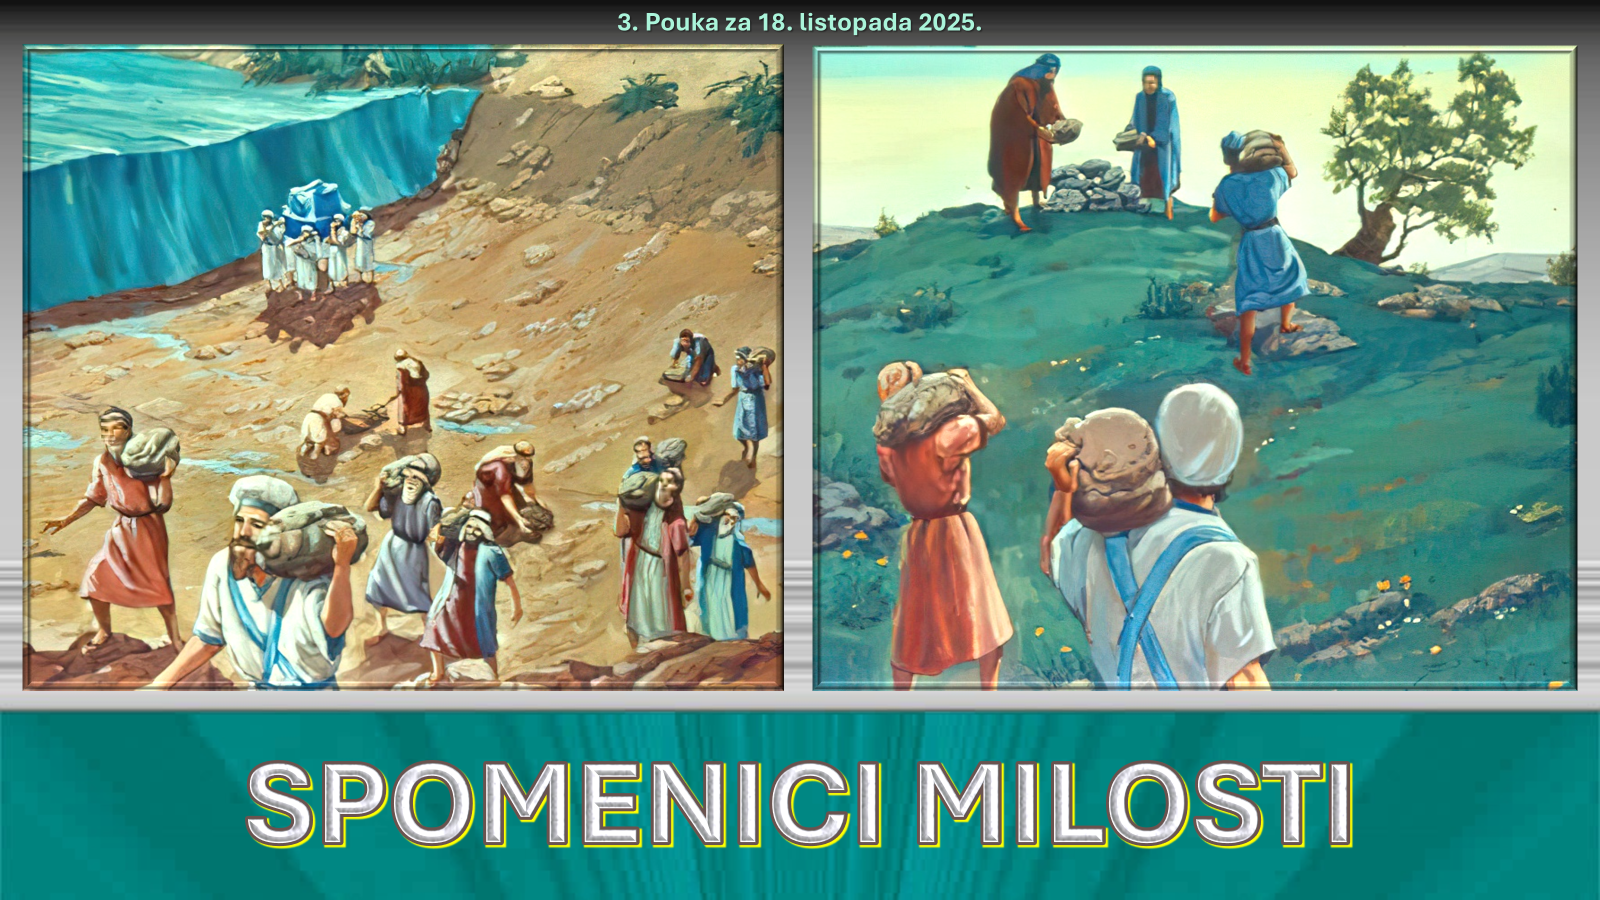 3. Pouka za 18. listopada 2025.
SPOMENICI MILOSTI